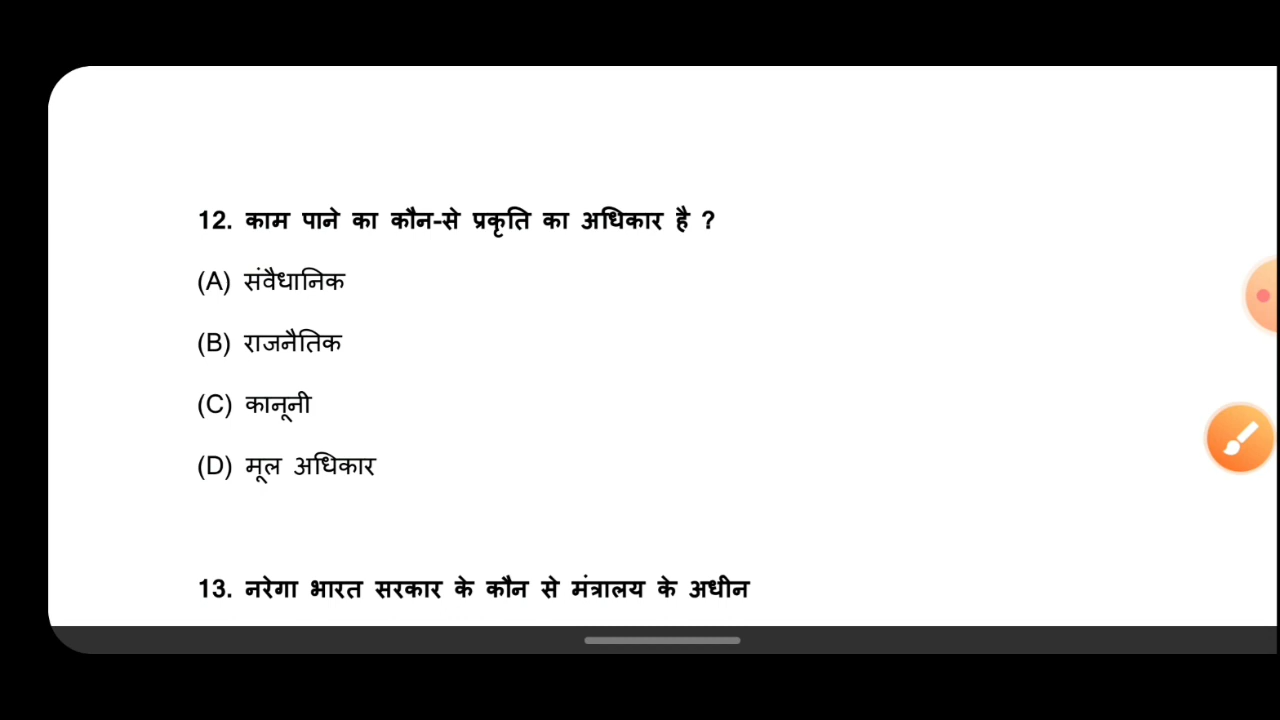 12. काम पाने का कौन-से प्रकृति का अधिकार है ?
(A) संवैधानिक
(B) राजनैतिक
(C) कानूनी
(D) मूल अधिकार
13. नरेगा भारत सरकार के कौन से मंत्रालय के अधीन